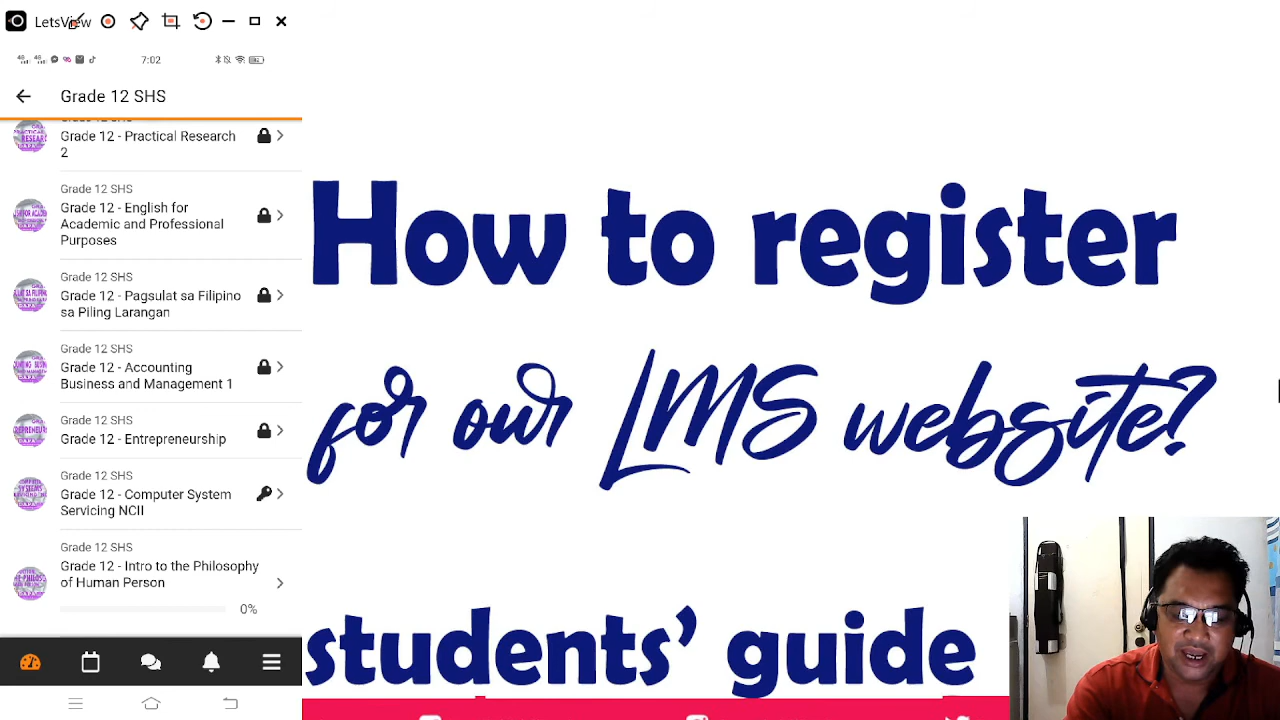 LetsView
7:02
Grade 12 SHS
Grade 12 - Practical Research
2
Grade 12 SHS
Grade 12 - English for
Academic and Professional
Purposes
Grade 12 SHS
Grade 12 - Pagsulat sa Filipino
sa Piling Larangan
Grade 12 SHS
Grade 12 - Accounting
Business and Management 1
Grade 12 SHS
Grade 12 - Entrepreneurship
Grade 12 SHS
Grade 12 - Computer System
Servicing NCII
Grade 12 SHS
Grade 12 - Intro to the Philosophy
of Human Person
0%
How to register
for our LMS website?
students' guide